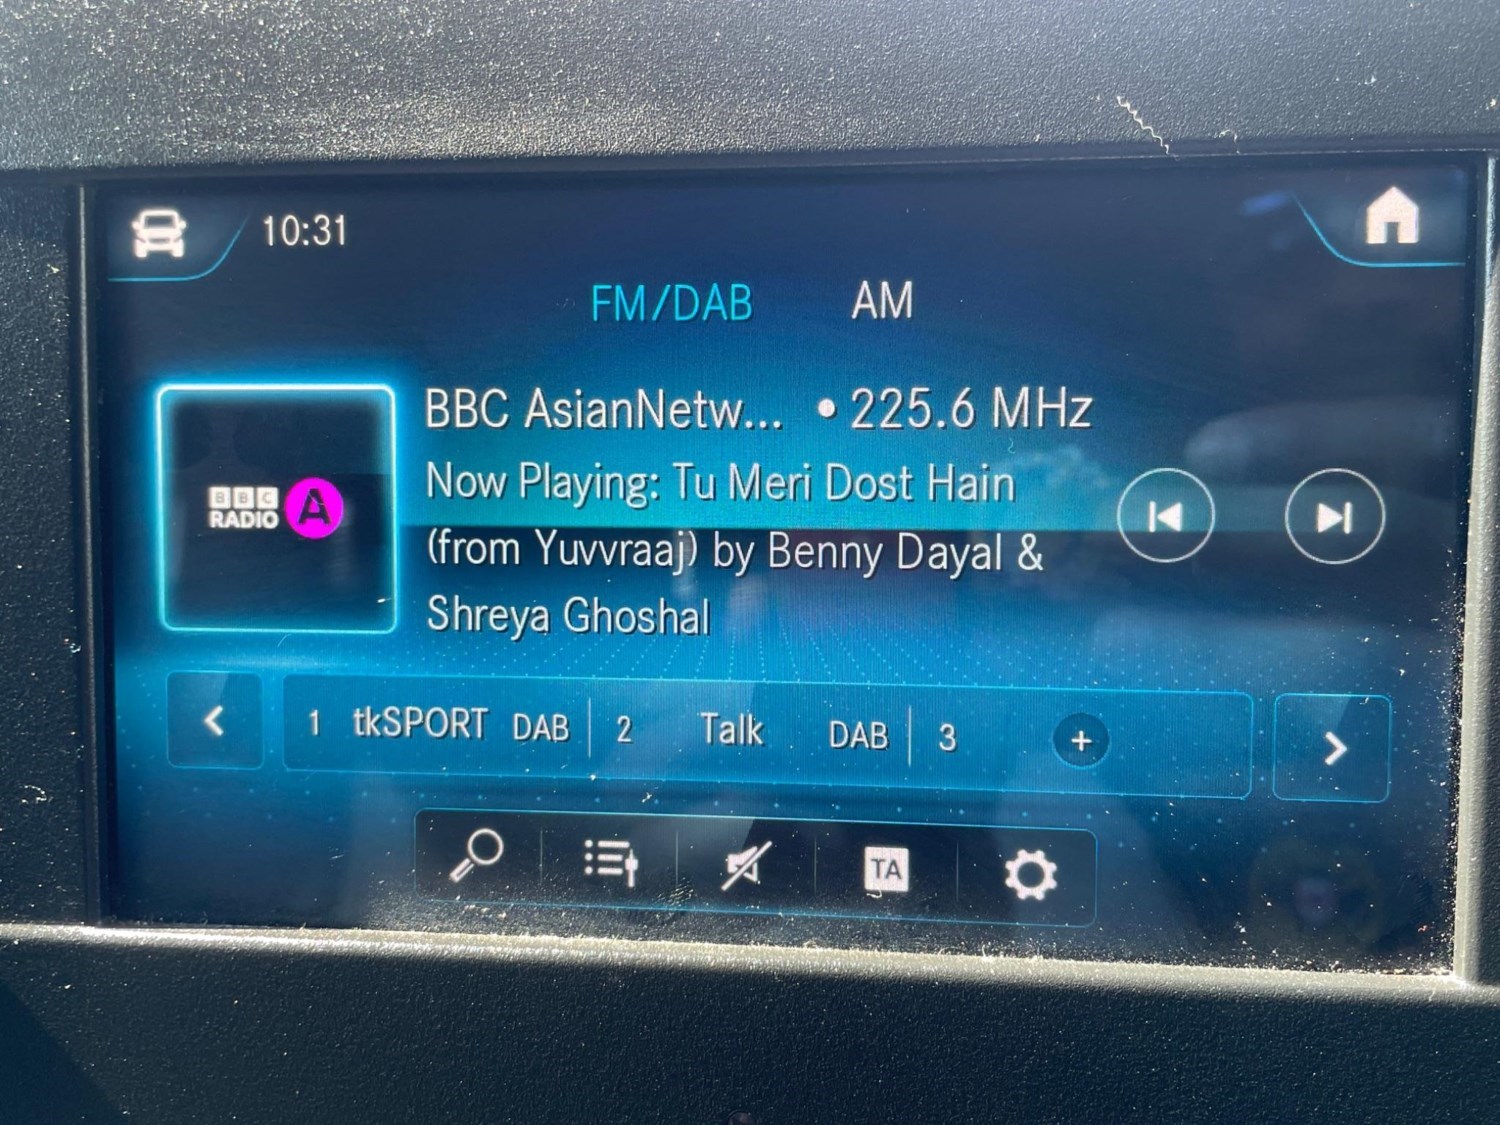 10:31
FM/DAB AM
BBC AsianNetw... • 225.6 MHz
BBC
RADIO A
Now Playing: Tu Meri Dost Hain
(from Yuvvraaj) by Benny Dayal &
Shreya Ghoshal
1 tkSPORT DAB 2 Talk DAB 3 +
TA